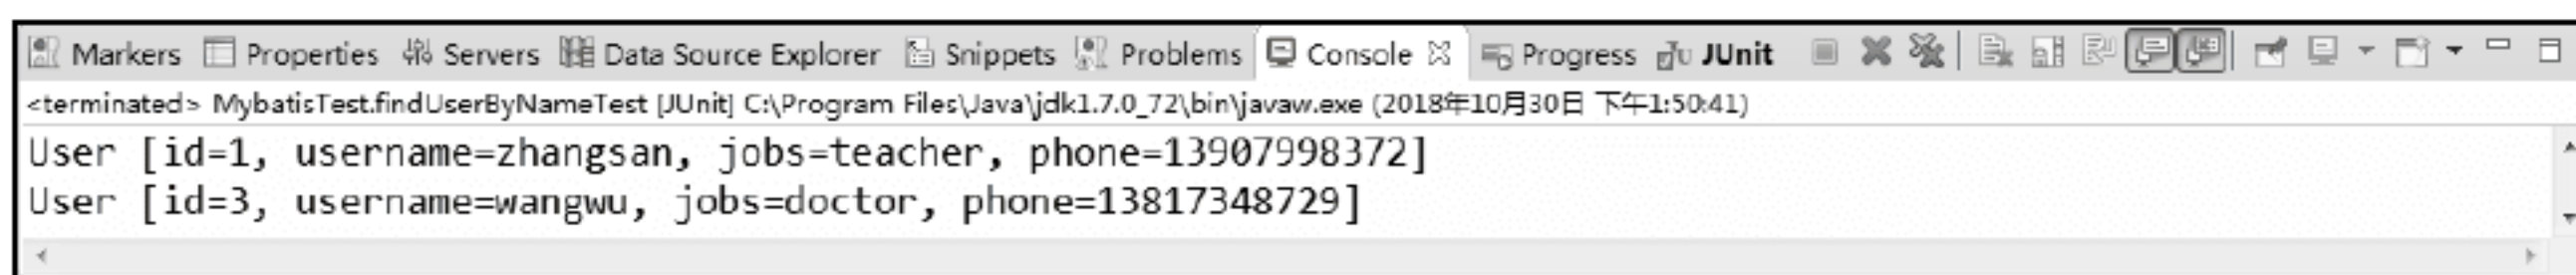 Markers Properties Servers Data Source Explorer Snippets Problems Console Progress JUnit
<terminated> MybatisTest.findUserByNameTest [JUnit] C:\Program Files\Java\jdk1.7.0_72\bin\javaw.exe (2018年10月30日 下午1:50:41)
User [id=1, username=zhangsan, jobs=teacher, phone=13907998372]
User [id=3, username=wangwu, jobs=doctor, phone=13817348729]